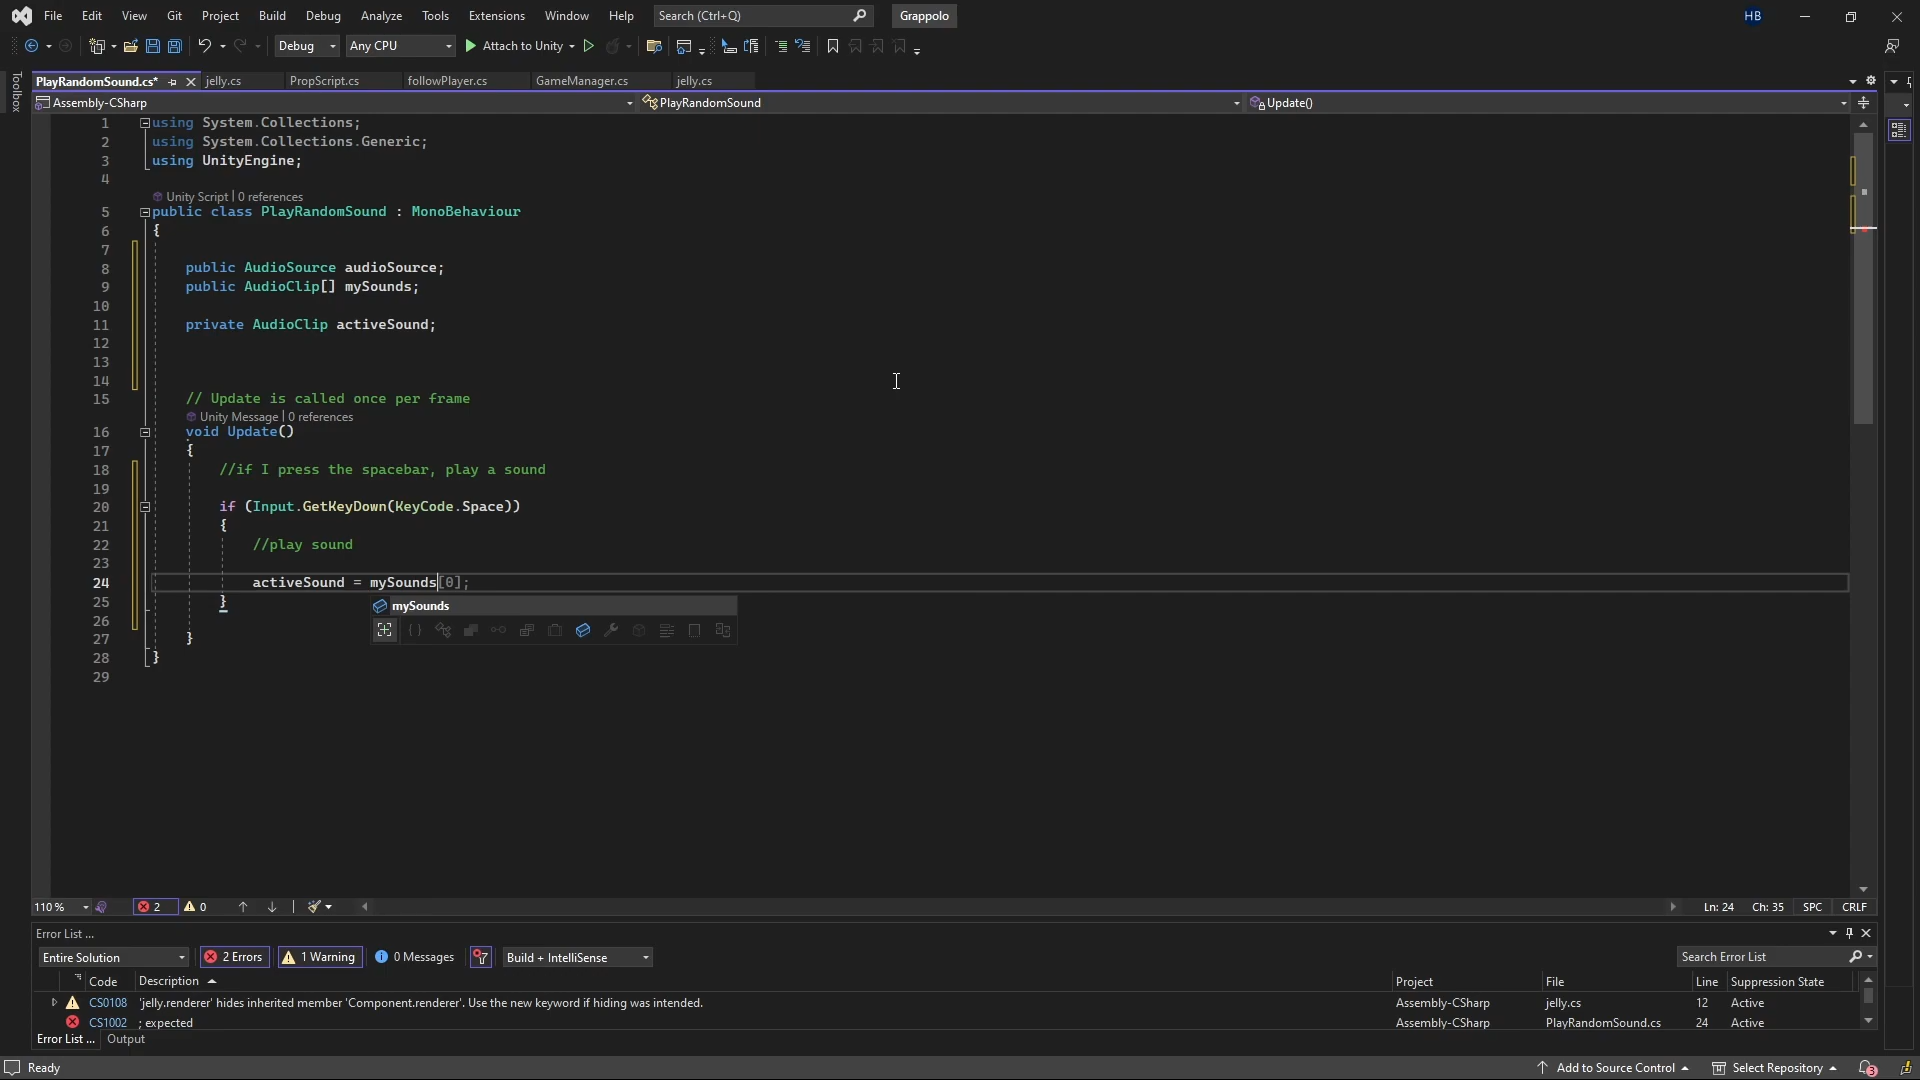 File Edit View Git Project Build Debug Analyze Tools Extensions Window Help Search (Ctrl+Q) Grappolo HB
Debug Any CPU Attach to Unity
Toolbox
PlayRandomSound.cs* jelly.cs PropScript.cs followPlayer.cs GameManager.cs jelly.cs
Assembly-CSharp PlayRandomSound Update()
1 using System.Collections;
2 using System.Collections.Generic;
3 using UnityEngine;
4
Unity Script | 0 references
5 public class PlayRandomSound : MonoBehaviour
6 {
7
8 public AudioSource audioSource;
9 public AudioClip[] mySounds;
10
11 private AudioClip activeSound;
12
13
14
15 // Update is called once per frame
Unity Message | 0 references
16 void Update()
17 {
18 //if I press the spacebar, play a sound
19
20 if (Input.GetKeyDown(KeyCode.Space))
21 {
22 //play sound
23
24 activeSound = mySounds[0];
25 }
mySounds
26
27 }
28 }
29
110 % 2 0 Ln: 24 Ch: 35 SPC CRLF
Error List ...
Entire Solution 2 Errors 1 Warning 0 Messages Build + IntelliSense Search Error List
Code Description Project File Line Suppression State
CS0108 'jelly.renderer' hides inherited member 'Component.renderer'. Use the new keyword if hiding was intended. Assembly-CSharp jelly.cs 12 Active
CS1002 ; expected Assembly-CSharp PlayRandomSound.cs 24 Active
Error List ... Output
Ready Add to Source Control Select Repository 3